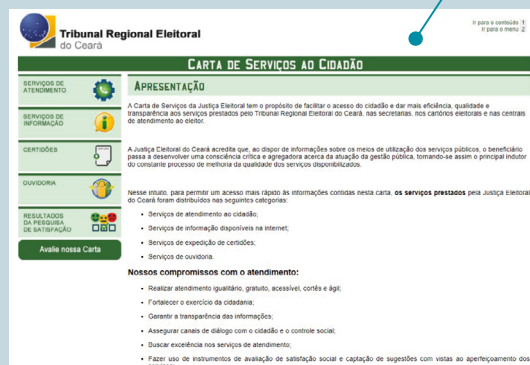 Tribunal Regional Eleitoral
do Ceará
Ir para o conteúdo 1
Ir para o menu 2
CARTA DE SERVIÇOS AO CIDADÃO
SERVIÇOS DE
ATENDIMENTO
SERVIÇOS DE
INFORMAÇÃO
CERTIDÕES
OUVIDORIA
RESULTADOS
DA PESQUISA
DE SATISFAÇÃO
Avalie nossa Carta
APRESENTAÇÃO
A Carta de Serviços da Justiça Eleitoral tem o propósito de facilitar o acesso do cidadão e dar mais eficiência, qualidade e
transparência aos serviços prestados pelo Tribunal Regional Eleitoral do Ceará, nas secretarias, nos cartórios eleitorais e nas centrais
de atendimento ao eleitor.
A Justiça Eleitoral do Ceará acredita que, ao dispor de informações sobre os meios de utilização dos serviços públicos, o beneficiário
passa a desenvolver uma consciência crítica e agregadora acerca da atuação da gestão pública, tornando-se assim o principal indutor
do constante processo de melhoria da qualidade dos serviços disponibilizados.
Nesse intuito, para permitir um acesso mais rápido às informações contidas nesta carta, os serviços prestados pela Justiça Eleitoral
do Ceará foram distribuídos nas seguintes categorias:
• Serviços de atendimento ao cidadão;
• Serviços de informação disponíveis na internet;
• Serviços de expedição de certidões;
• Serviços de ouvidoria.
Nossos compromissos com o atendimento:
• Realizar atendimento igualitário, gratuito, acessível, cortês e ágil;
• Fortalecer o exercício da cidadania;
• Garantir a transparência das informações;
• Assegurar canais de diálogo com o cidadão e o controle social;
• Buscar excelência nos serviços de atendimento;
• Fazer uso de instrumentos de avaliação de satisfação social e captação de sugestões com vistas ao aperfeiçoamento dos